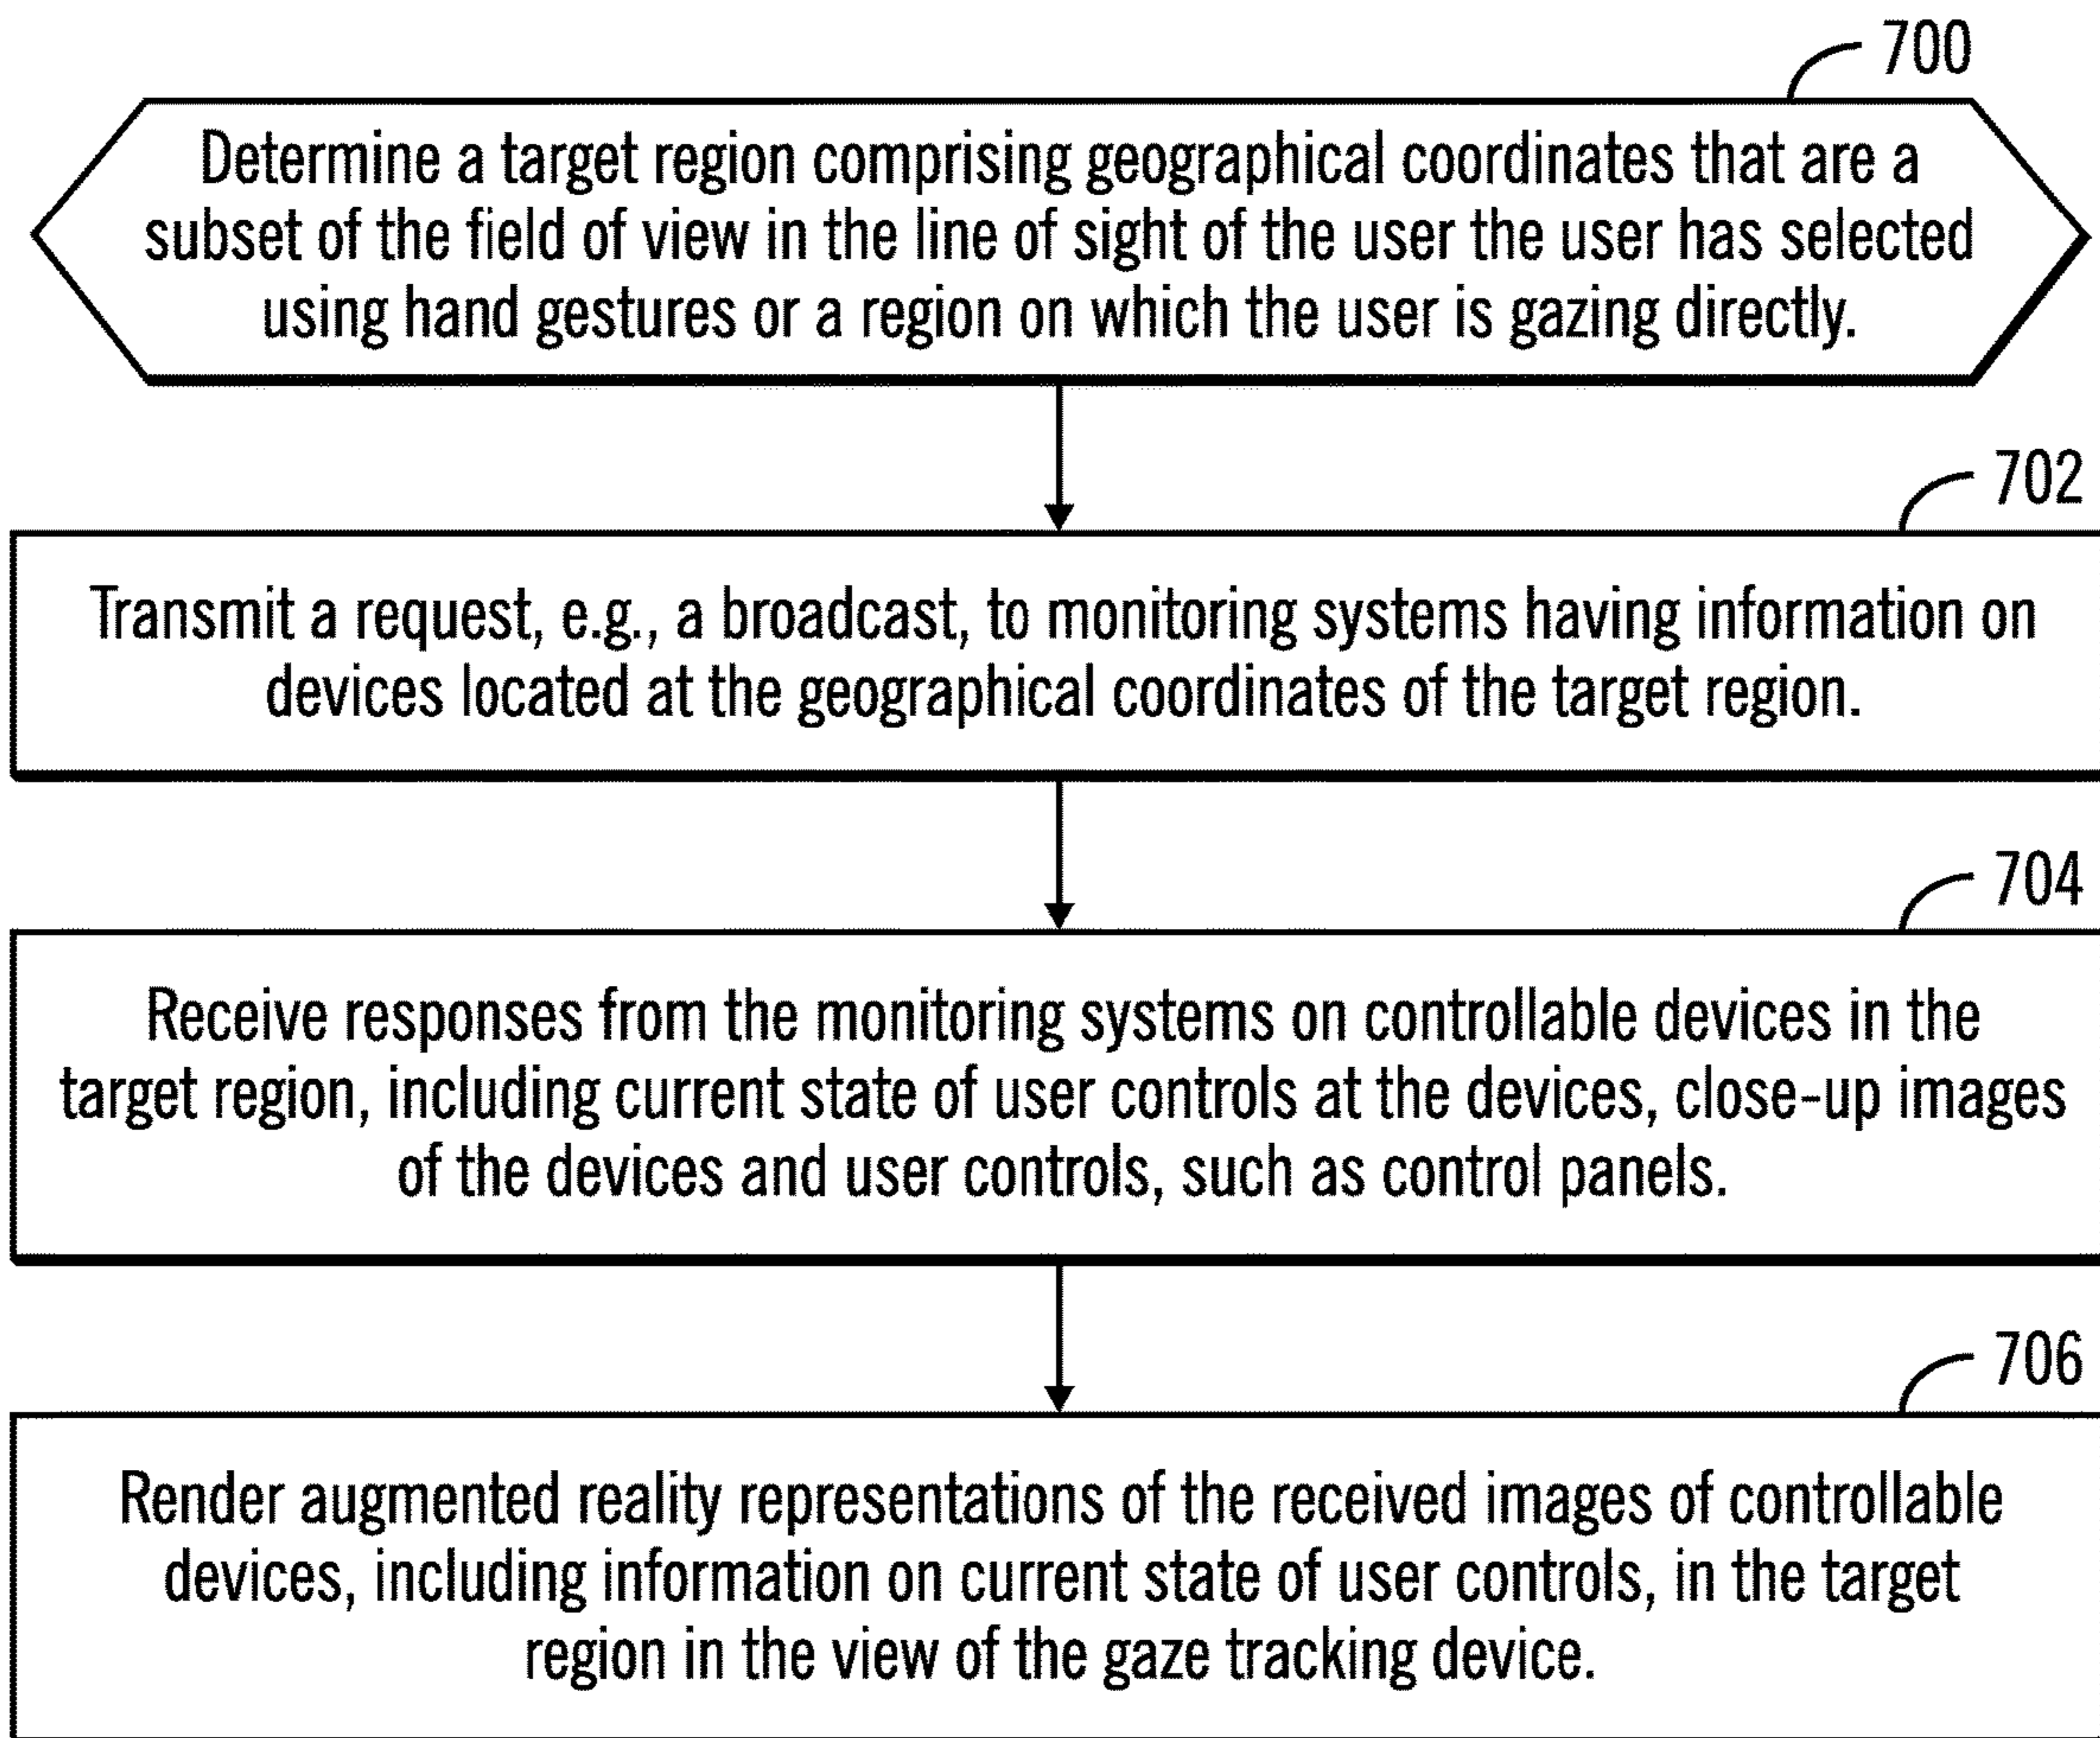 700
Determine a target region comprising geographical coordinates that are a
subset of the field of view in the line of sight of the user the user has selected
using hand gestures or a region on which the user is gazing directly.
702
Transmit a request, e.g., a broadcast, to monitoring systems having information on
devices located at the geographical coordinates of the target region.
704
Receive responses from the monitoring systems on controllable devices in the
target region, including current state of user controls at the devices, close-up images
of the devices and user controls, such as control panels.
706
Render augmented reality representations of the received images of controllable
devices, including information on current state of user controls, in the target
region in the view of the gaze tracking device.